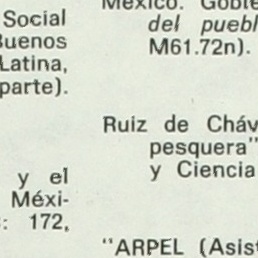 Social
Buenos
Latina,
parte).
y el
Méxi-
: 172,
México. Gobie
del puebl
M61.72n).
Ruiz de Cháv
pesquera"
y Ciencia
"ARPEL (Asist